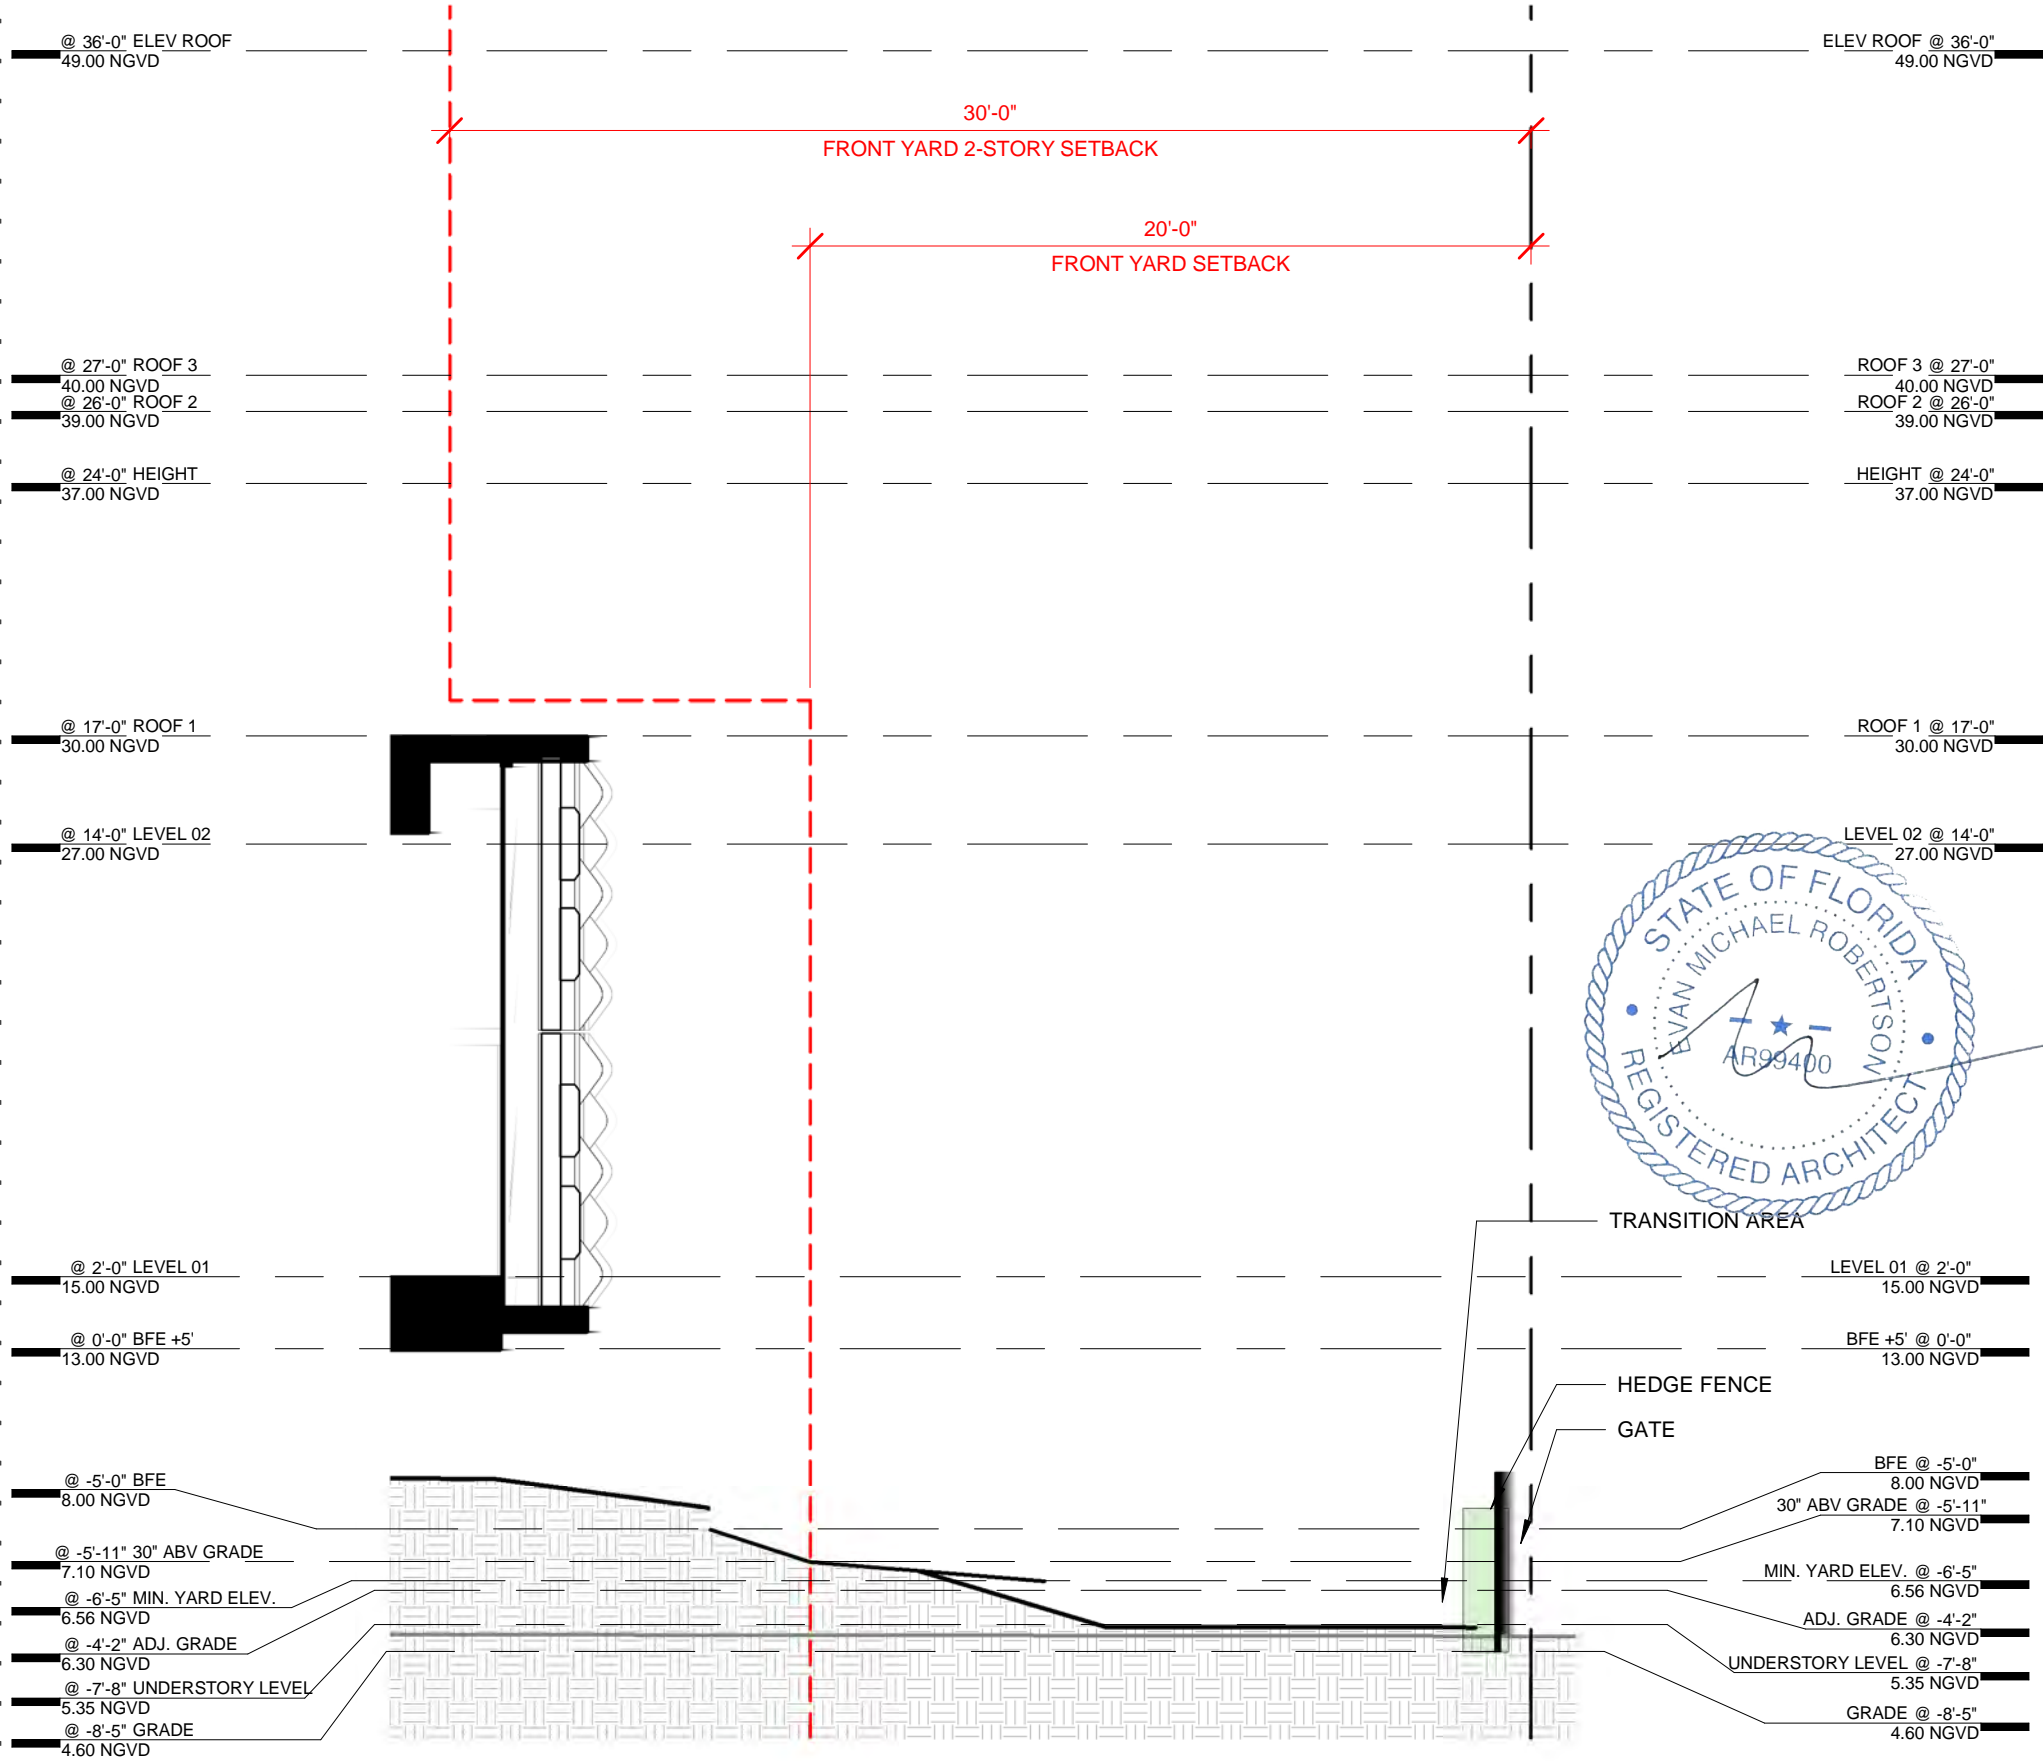 @ 36'-0" ELEV ROOF
49.00 NGVD
ELEV ROOF @ 36'-0"
49.00 NGVD
30'-0"
FRONT YARD 2-STORY SETBACK
20'-0"
FRONT YARD SETBACK
@ 27'-0" ROOF 3
40.00 NGVD
ROOF 3 @ 27'-0"
40.00 NGVD
@ 26'-0" ROOF 2
39.00 NGVD
ROOF 2 @ 26'-0"
39.00 NGVD
@ 24'-0" HEIGHT
37.00 NGVD
HEIGHT @ 24'-0"
37.00 NGVD
@ 17'-0" ROOF 1
30.00 NGVD
ROOF 1 @ 17'-0"
30.00 NGVD
@ 14'-0" LEVEL 02
27.00 NGVD
LEVEL 02 @ 14'-0"
27.00 NGVD
STATE OF FLORIDA
EVAN MICHAEL ROBERTSON
AR99400
REGISTERED ARCHITECT
TRANSITION AREA
@ 2'-0" LEVEL 01
15.00 NGVD
LEVEL 01 @ 2'-0"
15.00 NGVD
@ 0'-0" BFE +5'
13.00 NGVD
BFE +5' @ 0'-0"
13.00 NGVD
HEDGE FENCE
GATE
@ -5'-0" BFE
8.00 NGVD
BFE @ -5'-0"
8.00 NGVD
@ -5'-11" 30" ABV GRADE
7.10 NGVD
30" ABV GRADE @ -5'-11"
7.10 NGVD
@ -6'-5" MIN. YARD ELEV.
6.56 NGVD
MIN. YARD ELEV. @ -6'-5"
6.56 NGVD
@ -4'-2" ADJ. GRADE
6.30 NGVD
ADJ. GRADE @ -4'-2"
6.30 NGVD
@ -7'-8" UNDERSTORY LEVEL
5.35 NGVD
UNDERSTORY LEVEL @ -7'-8"
5.35 NGVD
@ -8'-5" GRADE
4.60 NGVD
GRADE @ -8'-5"
4.60 NGVD